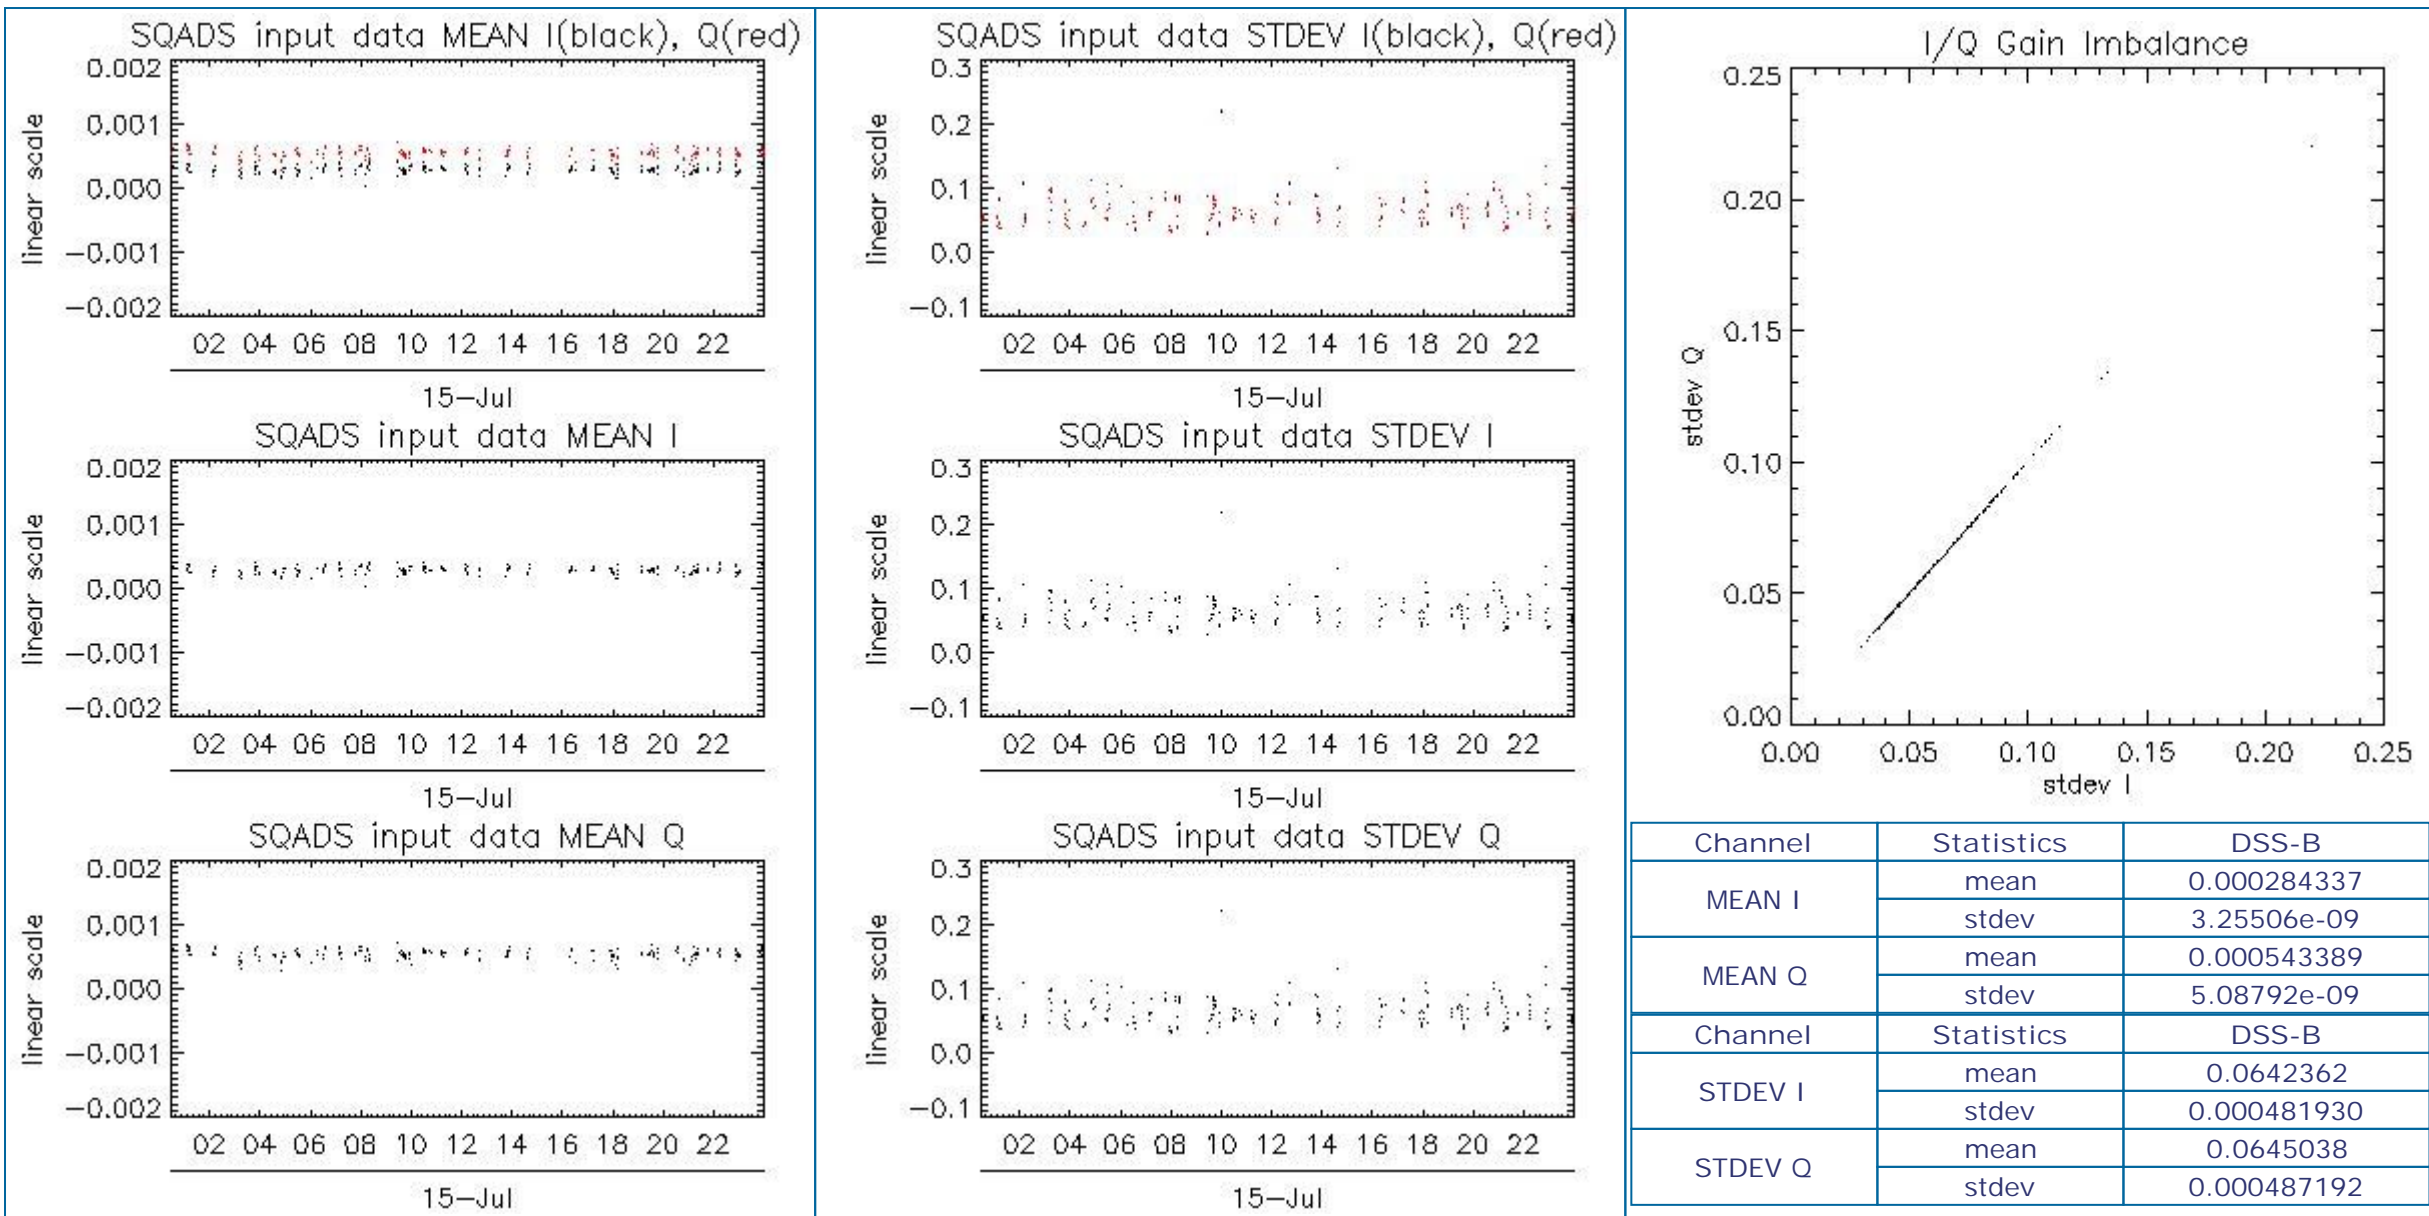 SQADS input data MEAN I(black), Q(red)
0.002
0.001
0.000
-0.001
-0.002
linear scale
02 04 06 08 10 12 14 16 18 20 22
15-Jul
SQADS input data MEAN I
0.002
0.001
0.000
-0.001
-0.002
linear scale
02 04 06 08 10 12 14 16 18 20 22
15-Jul
SQADS input data MEAN Q
0.002
0.001
0.000
-0.001
-0.002
linear scale
02 04 06 08 10 12 14 16 18 20 22
15-Jul
SQADS input data STDEV I(black), Q(red)
0.3
0.2
0.1
0.0
-0.1
linear scale
02 04 06 08 10 12 14 16 18 20 22
15-Jul
SQADS input data STDEV I
0.3
0.2
0.1
0.0
-0.1
linear scale
02 04 06 08 10 12 14 16 18 20 22
15-Jul
SQADS input data STDEV Q
0.3
0.2
0.1
0.0
-0.1
linear scale
02 04 06 08 10 12 14 16 18 20 22
15-Jul
I/Q Gain Imbalance
0.25
0.20
0.15
0.10
0.05
0.00
stdev Q
0.00 0.05 0.10 0.15 0.20 0.25
stdev I
Channel Statistics DSS-B
MEAN I mean 0.000284337
stdev 3.25506e-09
MEAN Q mean 0.000543389
stdev 5.08792e-09
Channel Statistics DSS-B
STDEV I mean 0.0642362
stdev 0.000481930
STDEV Q mean 0.0645038
stdev 0.000487192